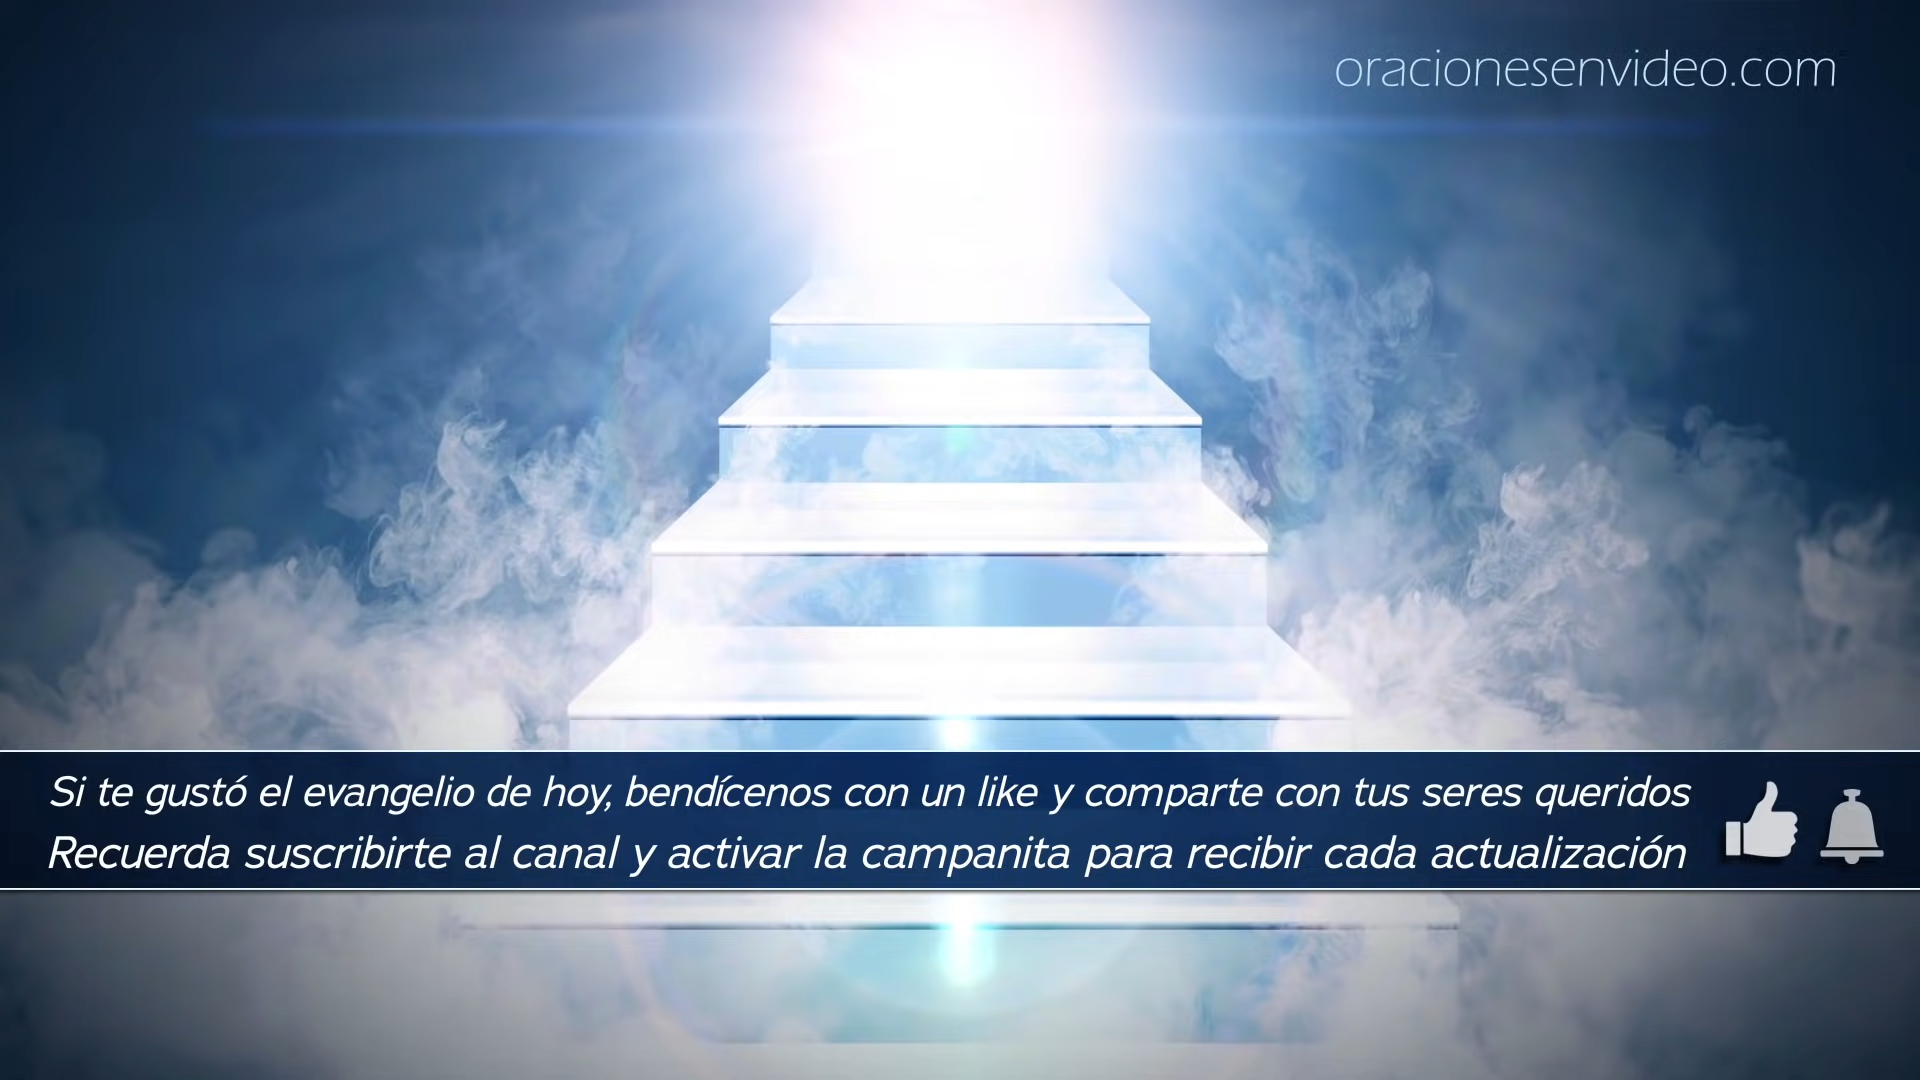 oracionesenvideo.com
Si te gustó el evangelio de hoy, bendícenos con un like y comparte con tus seres queridos
Recuerda suscribirte al canal y activar la campanita para recibir cada actualización